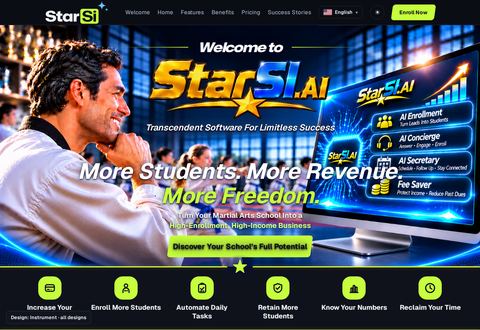 StarSi
Welcome Home Features Benefits Pricing Success Stories English Enroll Now
Welcome to
StarSI.AI
Transcendent Software For Limitless Success
StarSI.AI
AI Enrollment
Turn Leads Into Students
AI Concierge
Answer • Engage • Enroll
AI Secretary
Schedule • Follow Up • Stay Connected
Fee Saver
Protect Income • Reduce Past Dues
StarSI.AI
More Students. More Revenue.
More Freedom.
Turn Your Martial Arts School Into a
High-Enrollment, High-Income Business
Discover Your School's Full Potential
Increase Your
Enroll More Students
Automate Daily
Tasks
Retain More
Students
Know Your Numbers
Reclaim Your Time
Design: Instrument · all designs